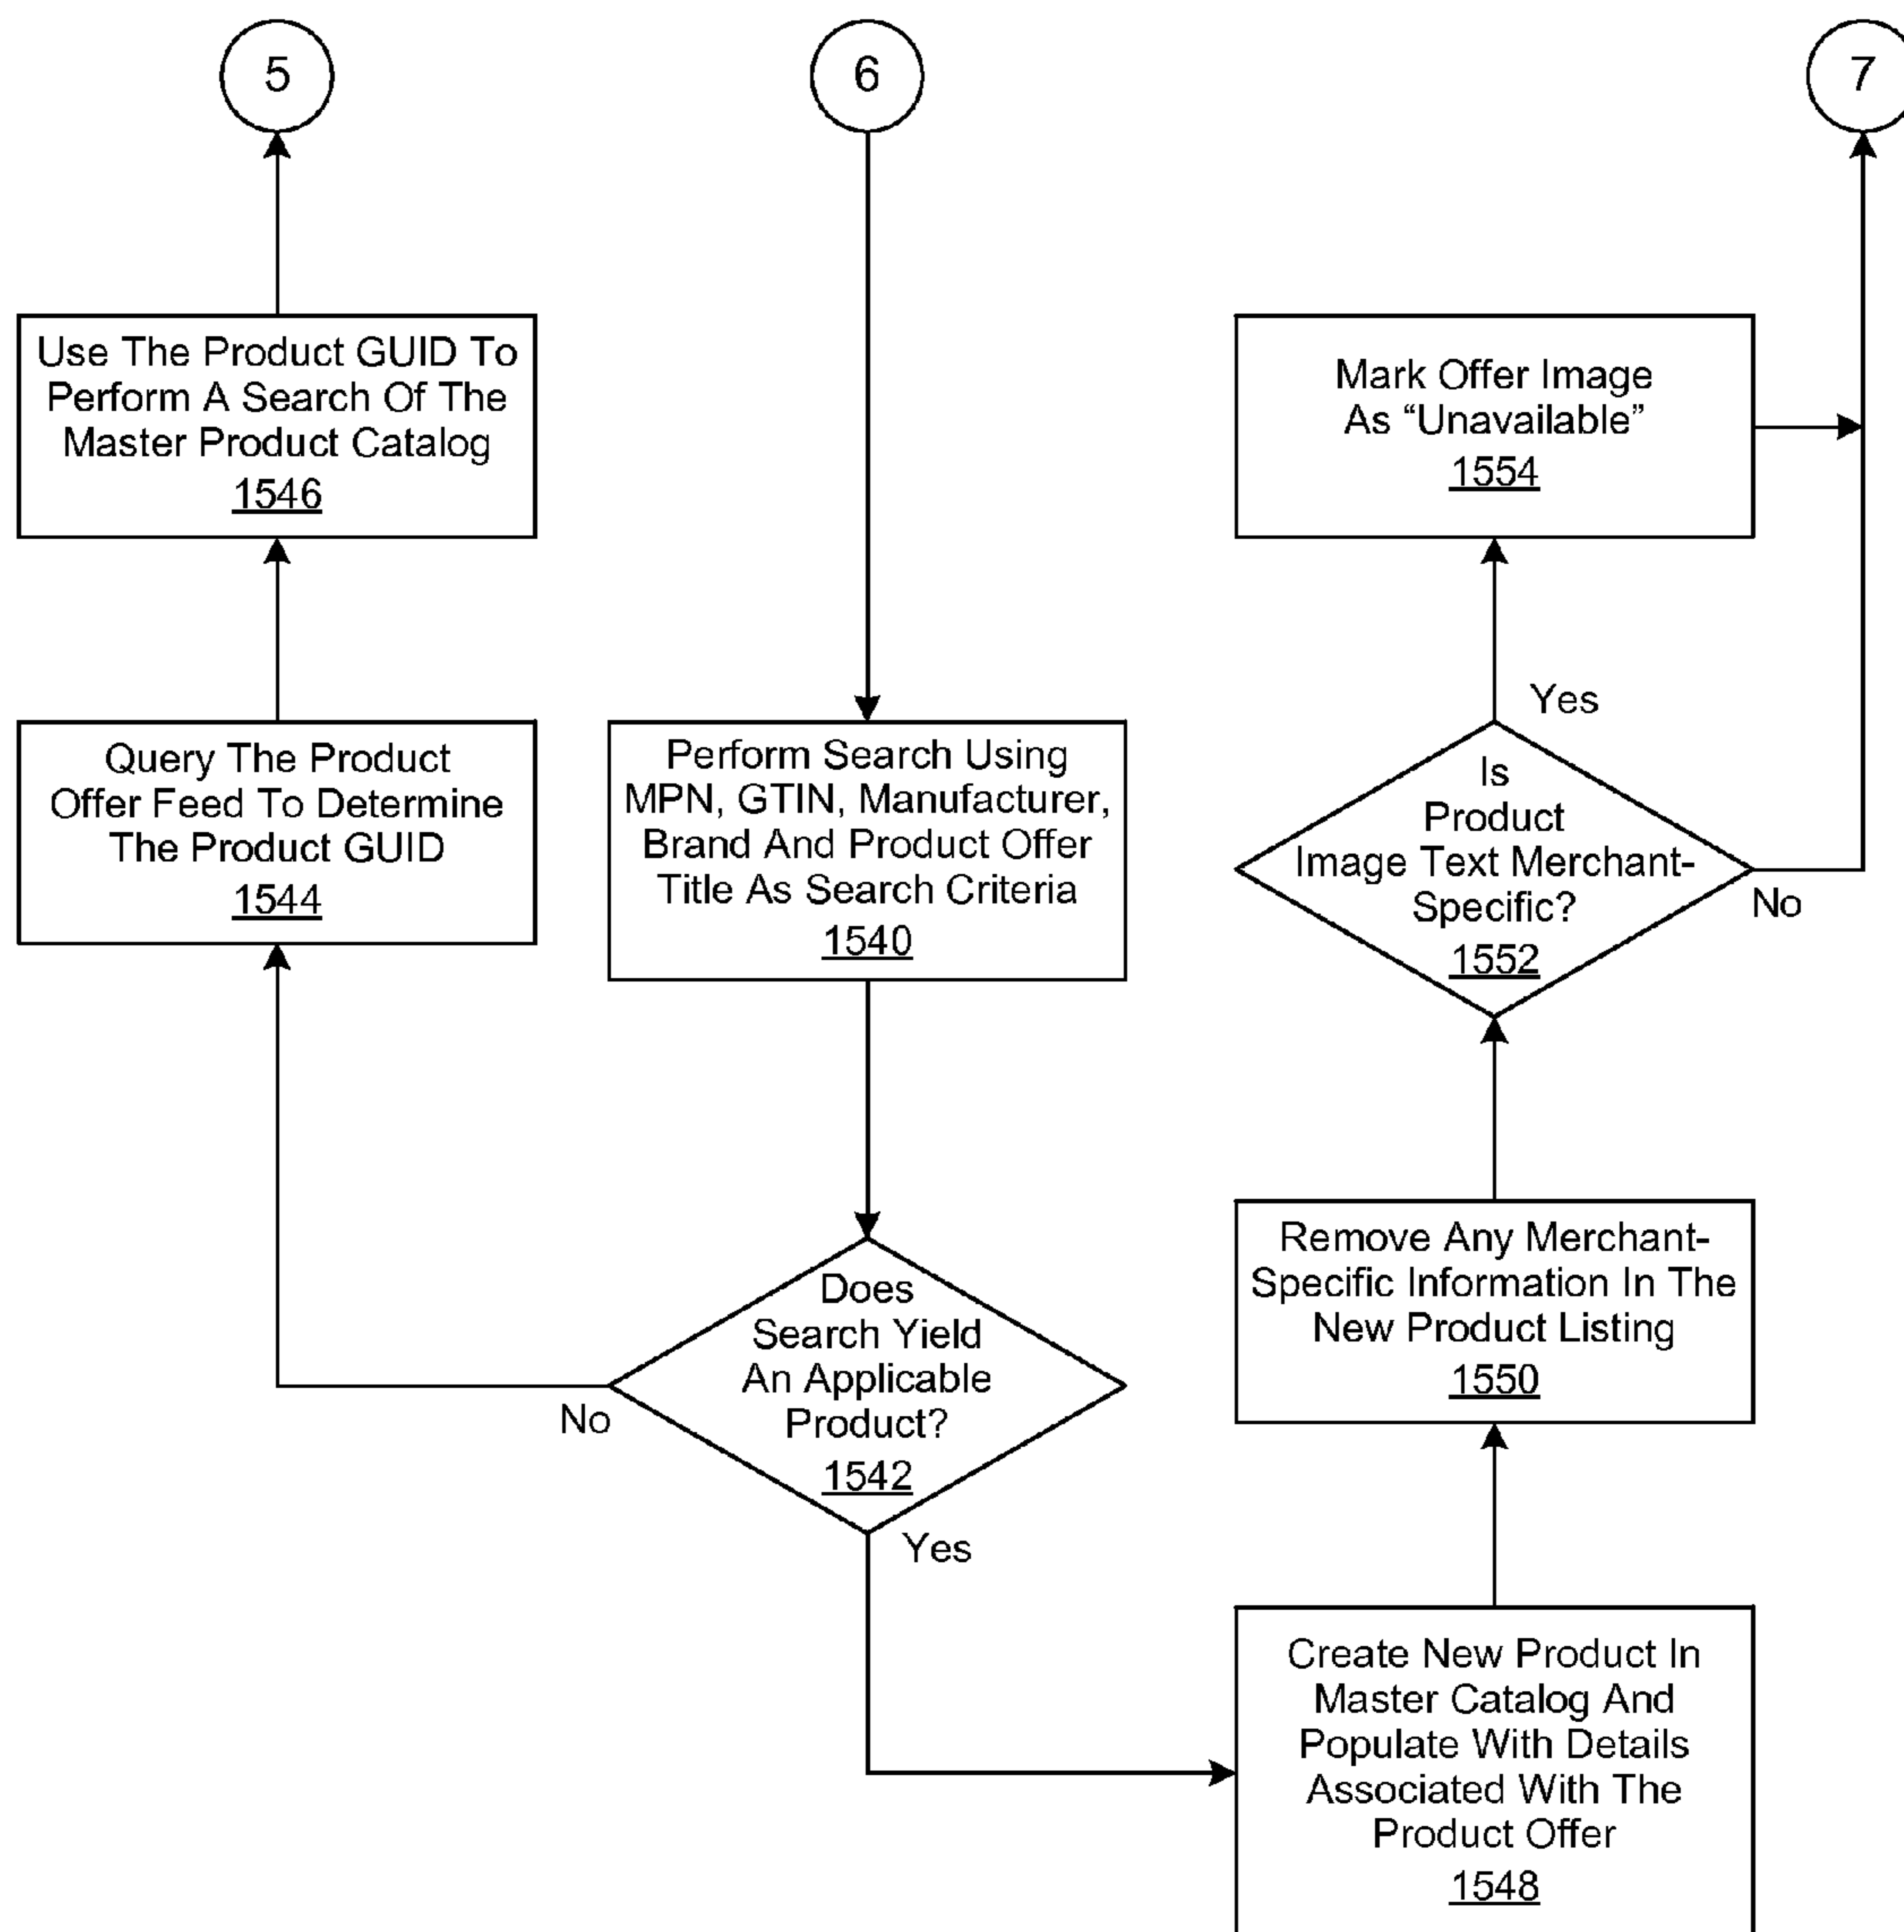 5
6
7
Use The Product GUID To
Perform A Search Of The
Master Product Catalog
1546
Mark Offer Image
As “Unavailable”
1554
Query The Product
Offer Feed To Determine
The Product GUID
1544
Perform Search Using
MPN, GTIN, Manufacturer,
Brand And Product Offer
Title As Search Criteria
1540
Yes
Is
Product
Image Text Merchant-
Specific?
1552
No
Does
Search Yield
An Applicable
Product?
1542
No
Yes
Remove Any Merchant-
Specific Information In The
New Product Listing
1550
Create New Product In
Master Catalog And
Populate With Details
Associated With The
Product Offer
1548